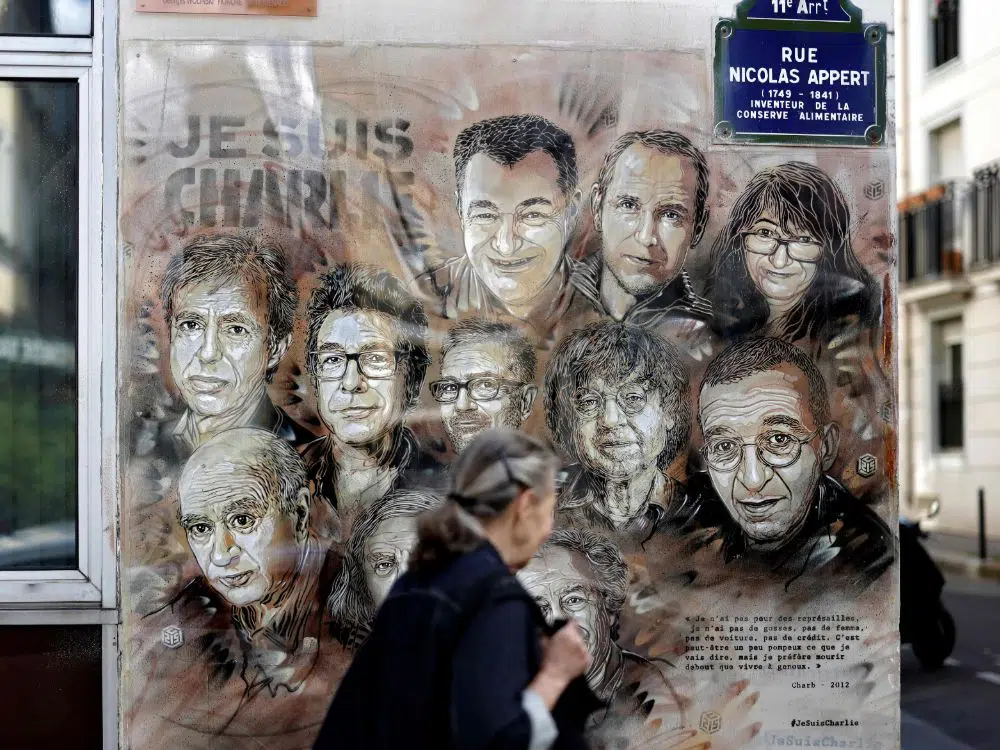 Georges WOLINSKI
11e Arrt
RUE
NICOLAS APPERT
(1749 - 1841)
INVENTEUR DE LA
CONSERVE ALIMENTAIRE
JE SUIS
CHARLIE
« Je n'ai pas peur des représailles,
je n'ai pas de gosses, pas de femme,
pas de voiture, pas de crédit. C'est
peut-être un peu pompeux ce que je
vais dire, mais je préfère mourir
debout que vivre à genoux. »
Charb - 2012
#JeSuisCharlie
JeSuisCharli